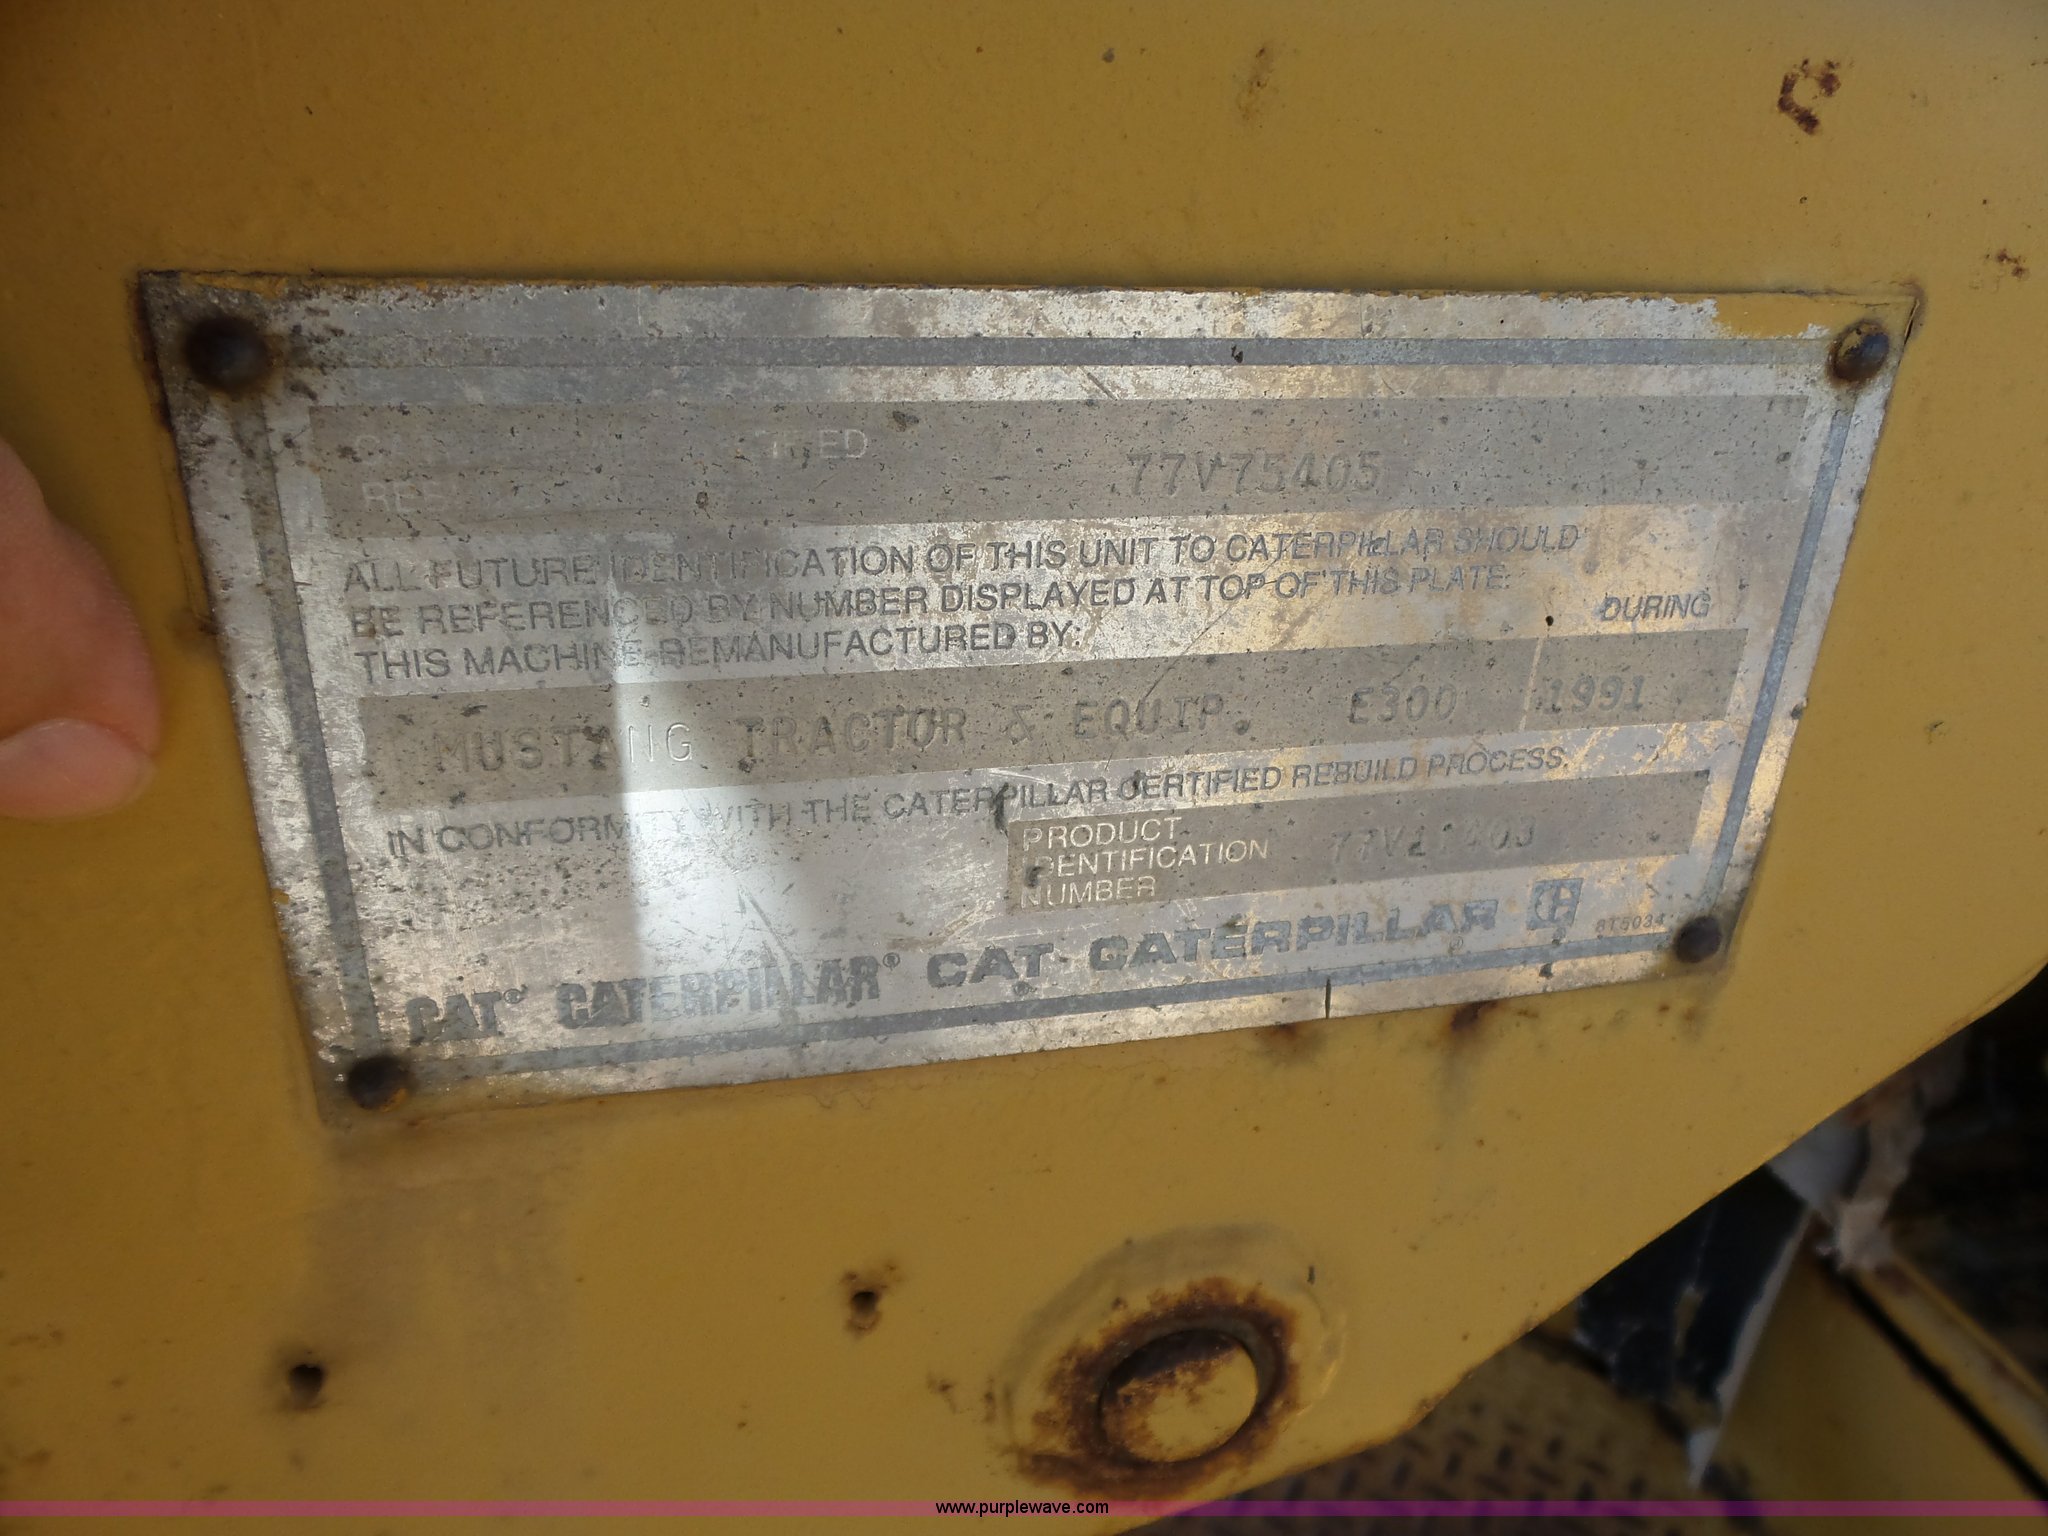 77V75405
ALL FUTURE IDENTIFICATION OF THIS UNIT TO CATERPILLAR SHOULD
BE REFERENCED BY NUMBER DISPLAYED AT TOP OF THIS PLATE.
THIS MACHINE REMANUFACTURED BY:
DURING
MUSTANG TRACTOR & EQUIP. E300 1991
IN CONFORMITY WITH THE CATERPILLAR CERTIFIED REBUILD PROCESS.
PRODUCT
IDENTIFICATION
NUMBER
CAT® CATERPILLAR® CAT CATERPILLAR
8T5034
www.purplewave.com